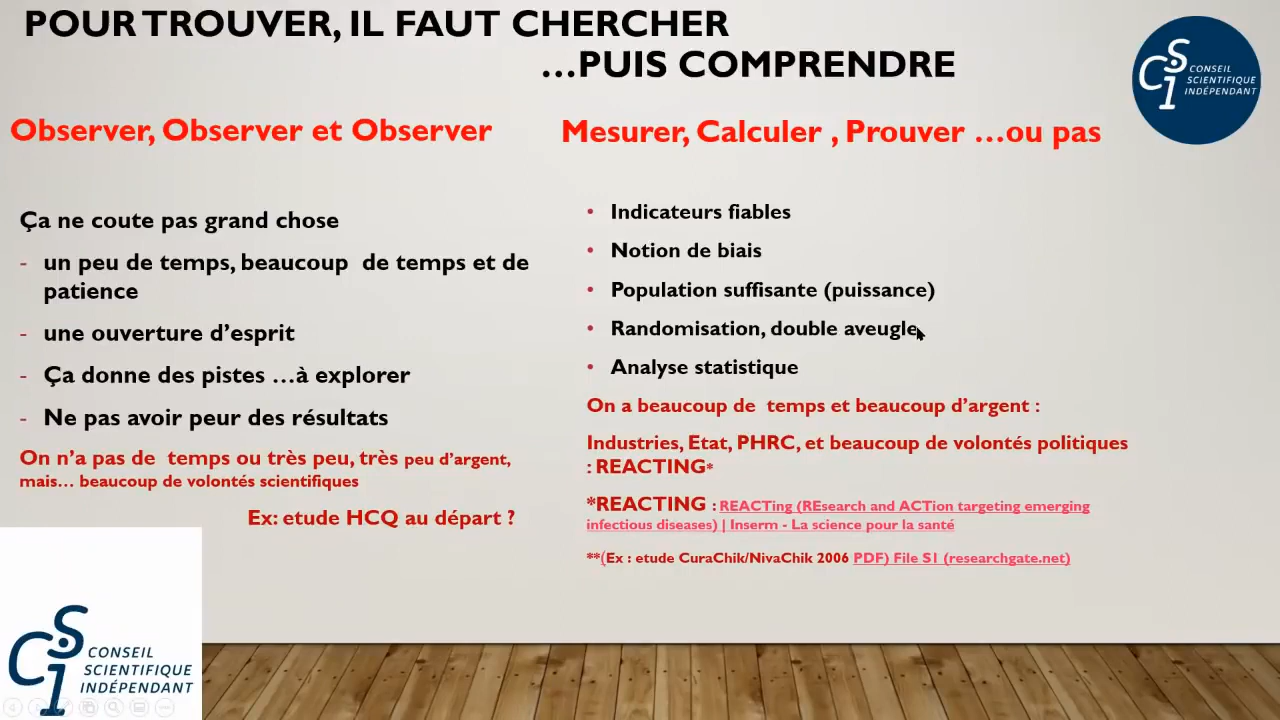 POUR TROUVER, IL FAUT CHERCHER
…PUIS COMPRENDRE
CSI
CONSEIL
SCIENTIFIQUE
INDÉPENDANT
Observer, Observer et Observer
Ça ne coute pas grand chose
- un peu de temps, beaucoup de temps et de
patience
- une ouverture d’esprit
- Ça donne des pistes …à explorer
- Ne pas avoir peur des résultats
On n’a pas de temps ou très peu, très peu d’argent,
mais… beaucoup de volontés scientifiques
Ex: etude HCQ au départ ?
Mesurer, Calculer , Prouver …ou pas
• Indicateurs fiables
• Notion de biais
• Population suffisante (puissance)
• Randomisation, double aveugle
• Analyse statistique
On a beaucoup de temps et beaucoup d’argent :
Industries, Etat, PHRC, et beaucoup de volontés politiques
: REACTING*
*REACTING : REACTing (REsearch and ACTion targeting emerging
infectious diseases) | Inserm - La science pour la santé
**(Ex : etude CuraChik/NivaChik 2006 PDF) File S1 (researchgate.net)
CSI
CONSEIL
SCIENTIFIQUE
INDÉPENDANT